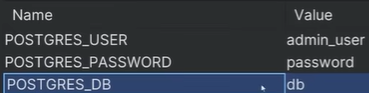 Name Value
POSTGRES_USER admin_user
POSTGRES_PASSWORD password
POSTGRES_DB db